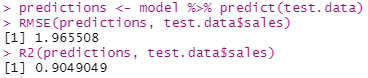 > predictions <- model %>% predict(test.data)
> RMSE(predictions, test.data$sales)
[1] 1.965508
> R2(predictions, test.data$sales)
[1] 0.9049049